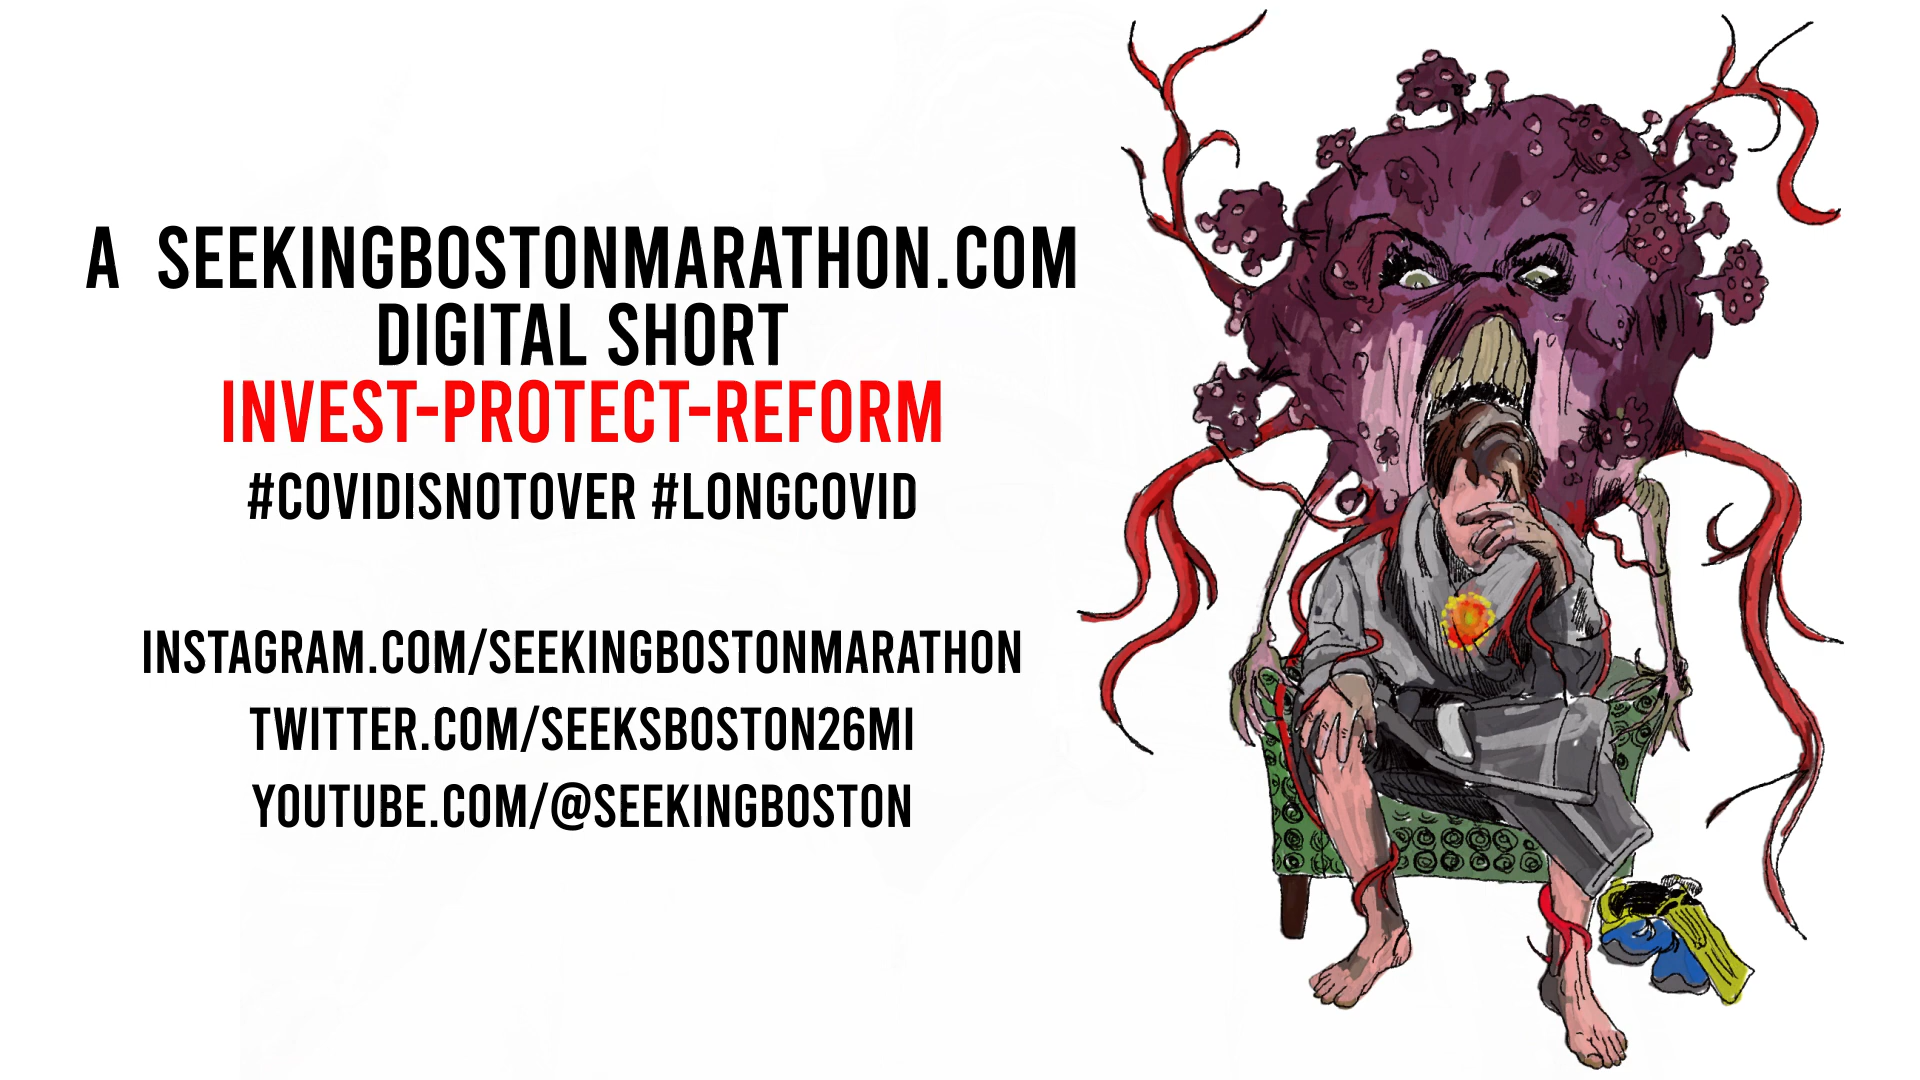 A SEEKINGBOSTONMARATHON.COM
DIGITAL SHORT
INVEST-PROTECT-REFORM
#COVIDISNOTOVER #LONGCOVID
INSTAGRAM.COM/SEEKINGBOSTONMARATHON
TWITTER.COM/SEEKSBOSTON26MI
YOUTUBE.COM/@SEEKINGBOSTON